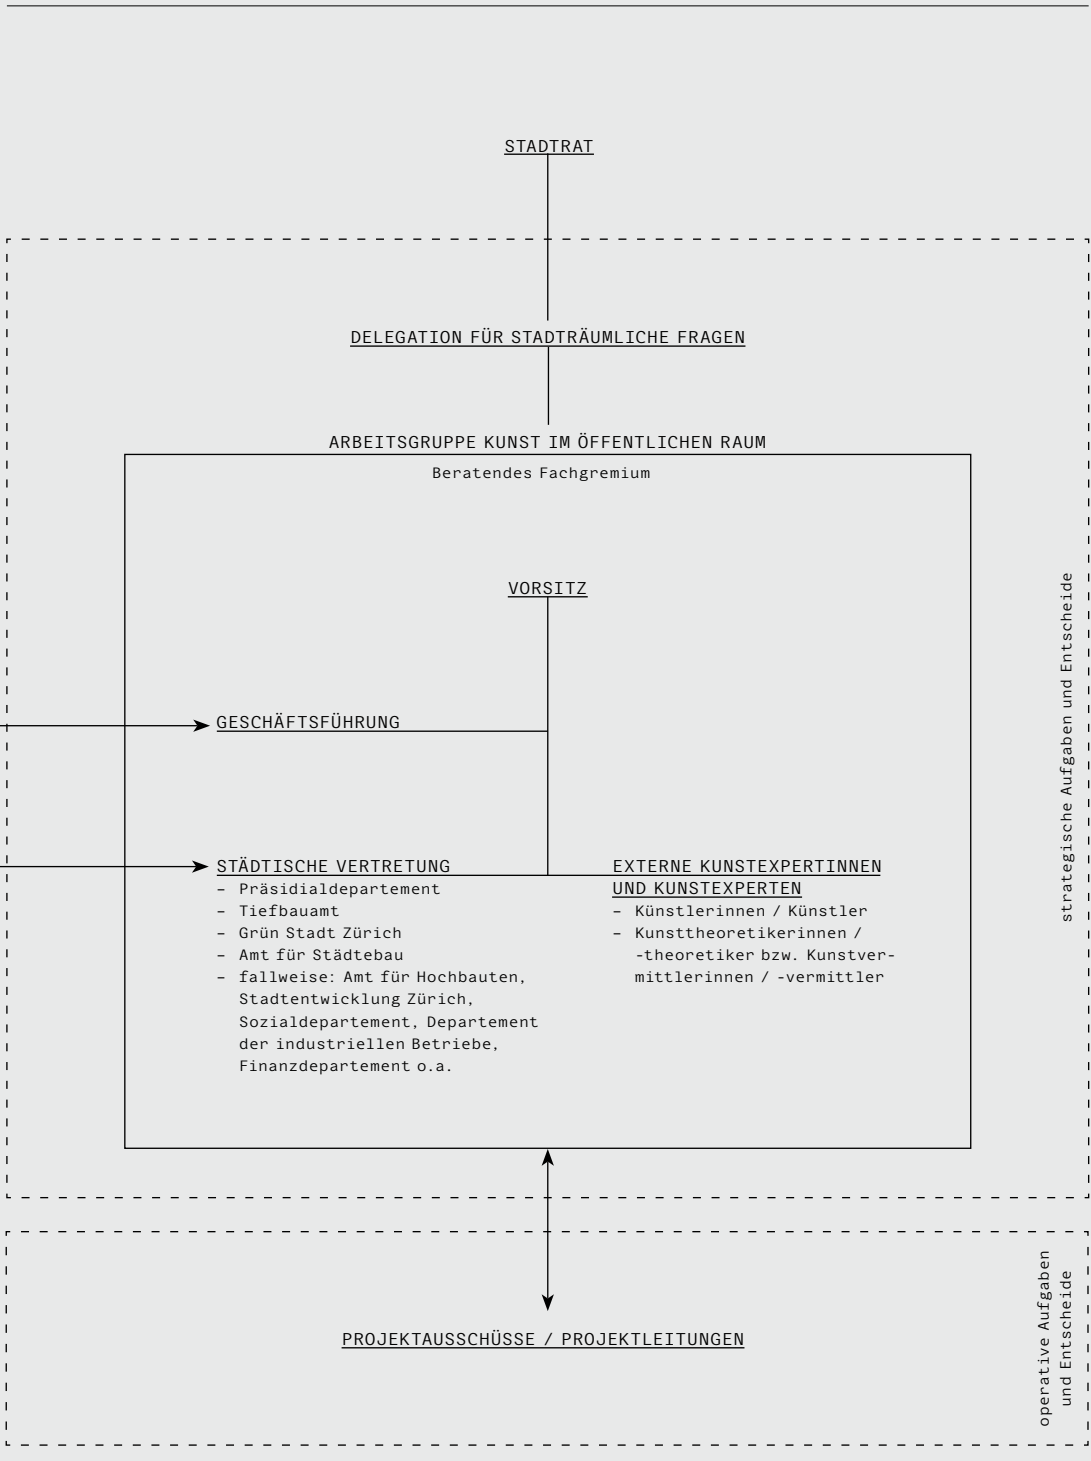 STADTRAT
DELEGATION FÜR STADTRÄUMLICHE FRAGEN
ARBEITSGRUPPE KUNST IM ÖFFENTLICHEN RAUM
Beratendes Fachgremium
VORSITZ
GESCHÄFTSFÜHRUNG
STÄDTISCHE VERTRETUNG
– Präsidialdepartement
– Tiefbauamt
– Grün Stadt Zürich
– Amt für Städtebau
– fallweise: Amt für Hochbauten,
Stadtentwicklung Zürich,
Sozialdepartement, Departement
der industriellen Betriebe,
Finanzdepartement o.a.
EXTERNE KUNSTEXPERTINNEN
UND KUNSTEXPERTEN
– Künstlerinnen / Künstler
– Kunsttheoretikerinnen /
-theoretiker bzw. Kunstver-
mittlerinnen / -vermittler
strategische Aufgaben und Entscheide
PROJEKTAUSSCHÜSSE / PROJEKTLEITUNGEN
operative Aufgaben
und Entscheide